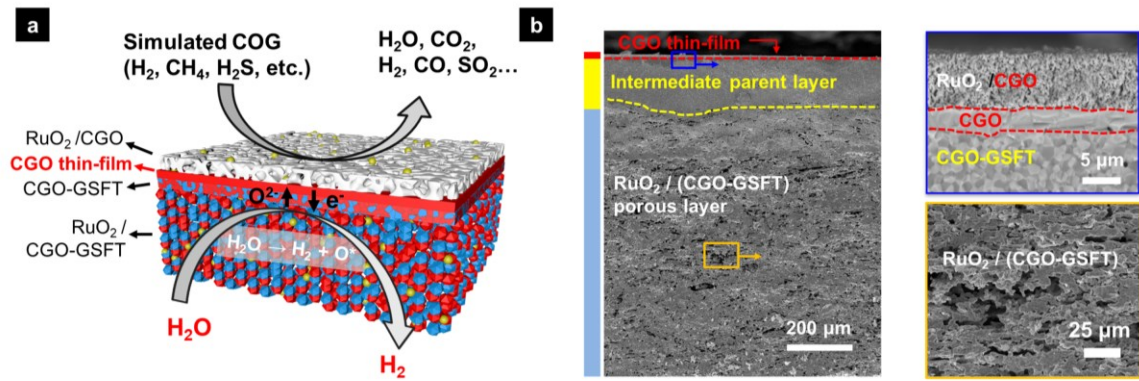 a
Simulated COG
(H₂, CH₄, H₂S, etc.)
H₂O, CO₂,
H₂, CO, SO₂...
RuO₂ /CGO
CGO thin-film
CGO-GSFT
RuO₂ /
CGO-GSFT
O²⁻
e⁻
H₂O → H₂ + O*
H₂O
H₂
b
CGO thin-film
Intermediate parent layer
RuO₂ / (CGO-GSFT)
porous layer
200 µm
RuO₂ /CGO
CGO
CGO-GSFT
5 µm
RuO₂ / (CGO-GSFT)
25 µm